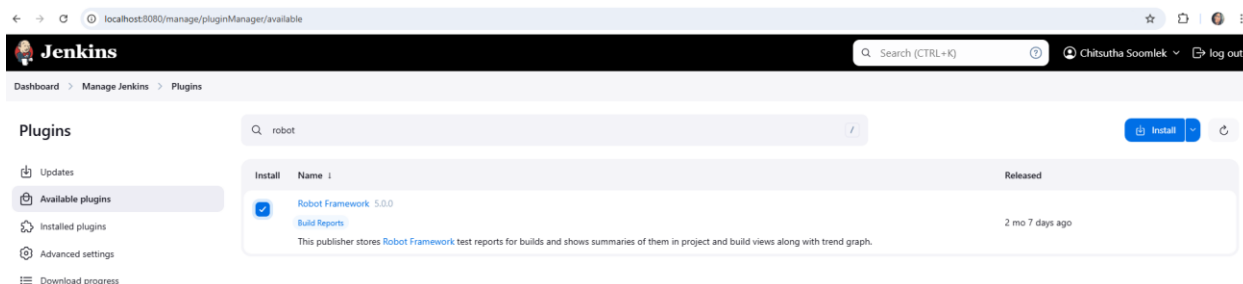 localhost:8080/manage/pluginManager/available
Jenkins
Search (CTRL+K)
?
Chitsutha Soomlek
log out
Dashboard > Manage Jenkins > Plugins
Plugins
robot
/
Install
Updates
Available plugins
Installed plugins
Advanced settings
Download progress
Install Name ↓ Released
Robot Framework 5.0.0
Build Reports
This publisher stores Robot Framework test reports for builds and shows summaries of them in project and build views along with trend graph.
2 mo 7 days ago